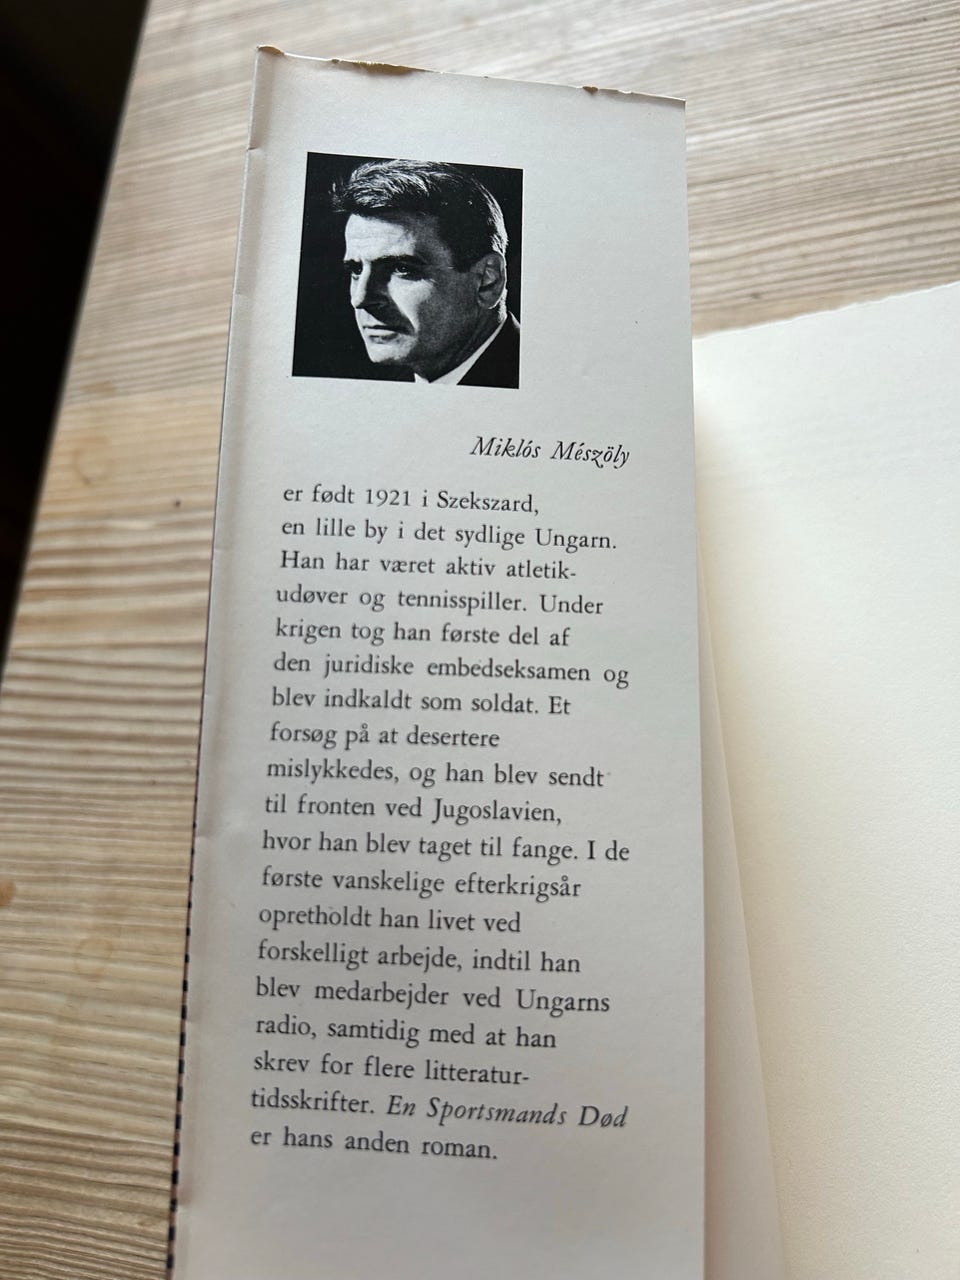 Miklós Mészöly
er født 1921 i Szekszard,
en lille by i det sydlige Ungarn.
Han har været aktiv atletik-
udøver og tennisspiller. Under
krigen tog han første del af
den juridiske embedseksamen og
blev indkaldt som soldat. Et
forsøg på at desertere
mislykkedes, og han blev sendt
til fronten ved Jugoslavien,
hvor han blev taget til fange. I de
første vanskelige efterkrigsår
opretholdt han livet ved
forskelligt arbejde, indtil han
blev medarbejder ved Ungarns
radio, samtidig med at han
skrev for flere litteratur-
tidsskrifter. En Sportsmands Død
er hans anden roman.